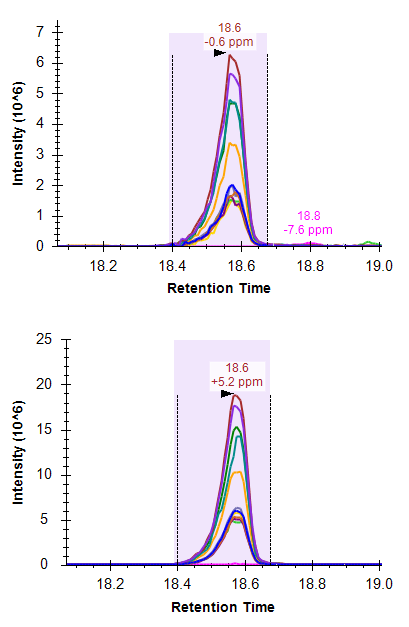 18.6
-0.6 ppm
7
6
5
4
3
2
1
0
Intensity (10^6)
18.8
-7.6 ppm
18.2 18.4 18.6 18.8 19.0
Retention Time
18.6
+5.2 ppm
25
20
15
10
5
0
Intensity (10^6)
18.2 18.4 18.6 18.8 19.0
Retention Time